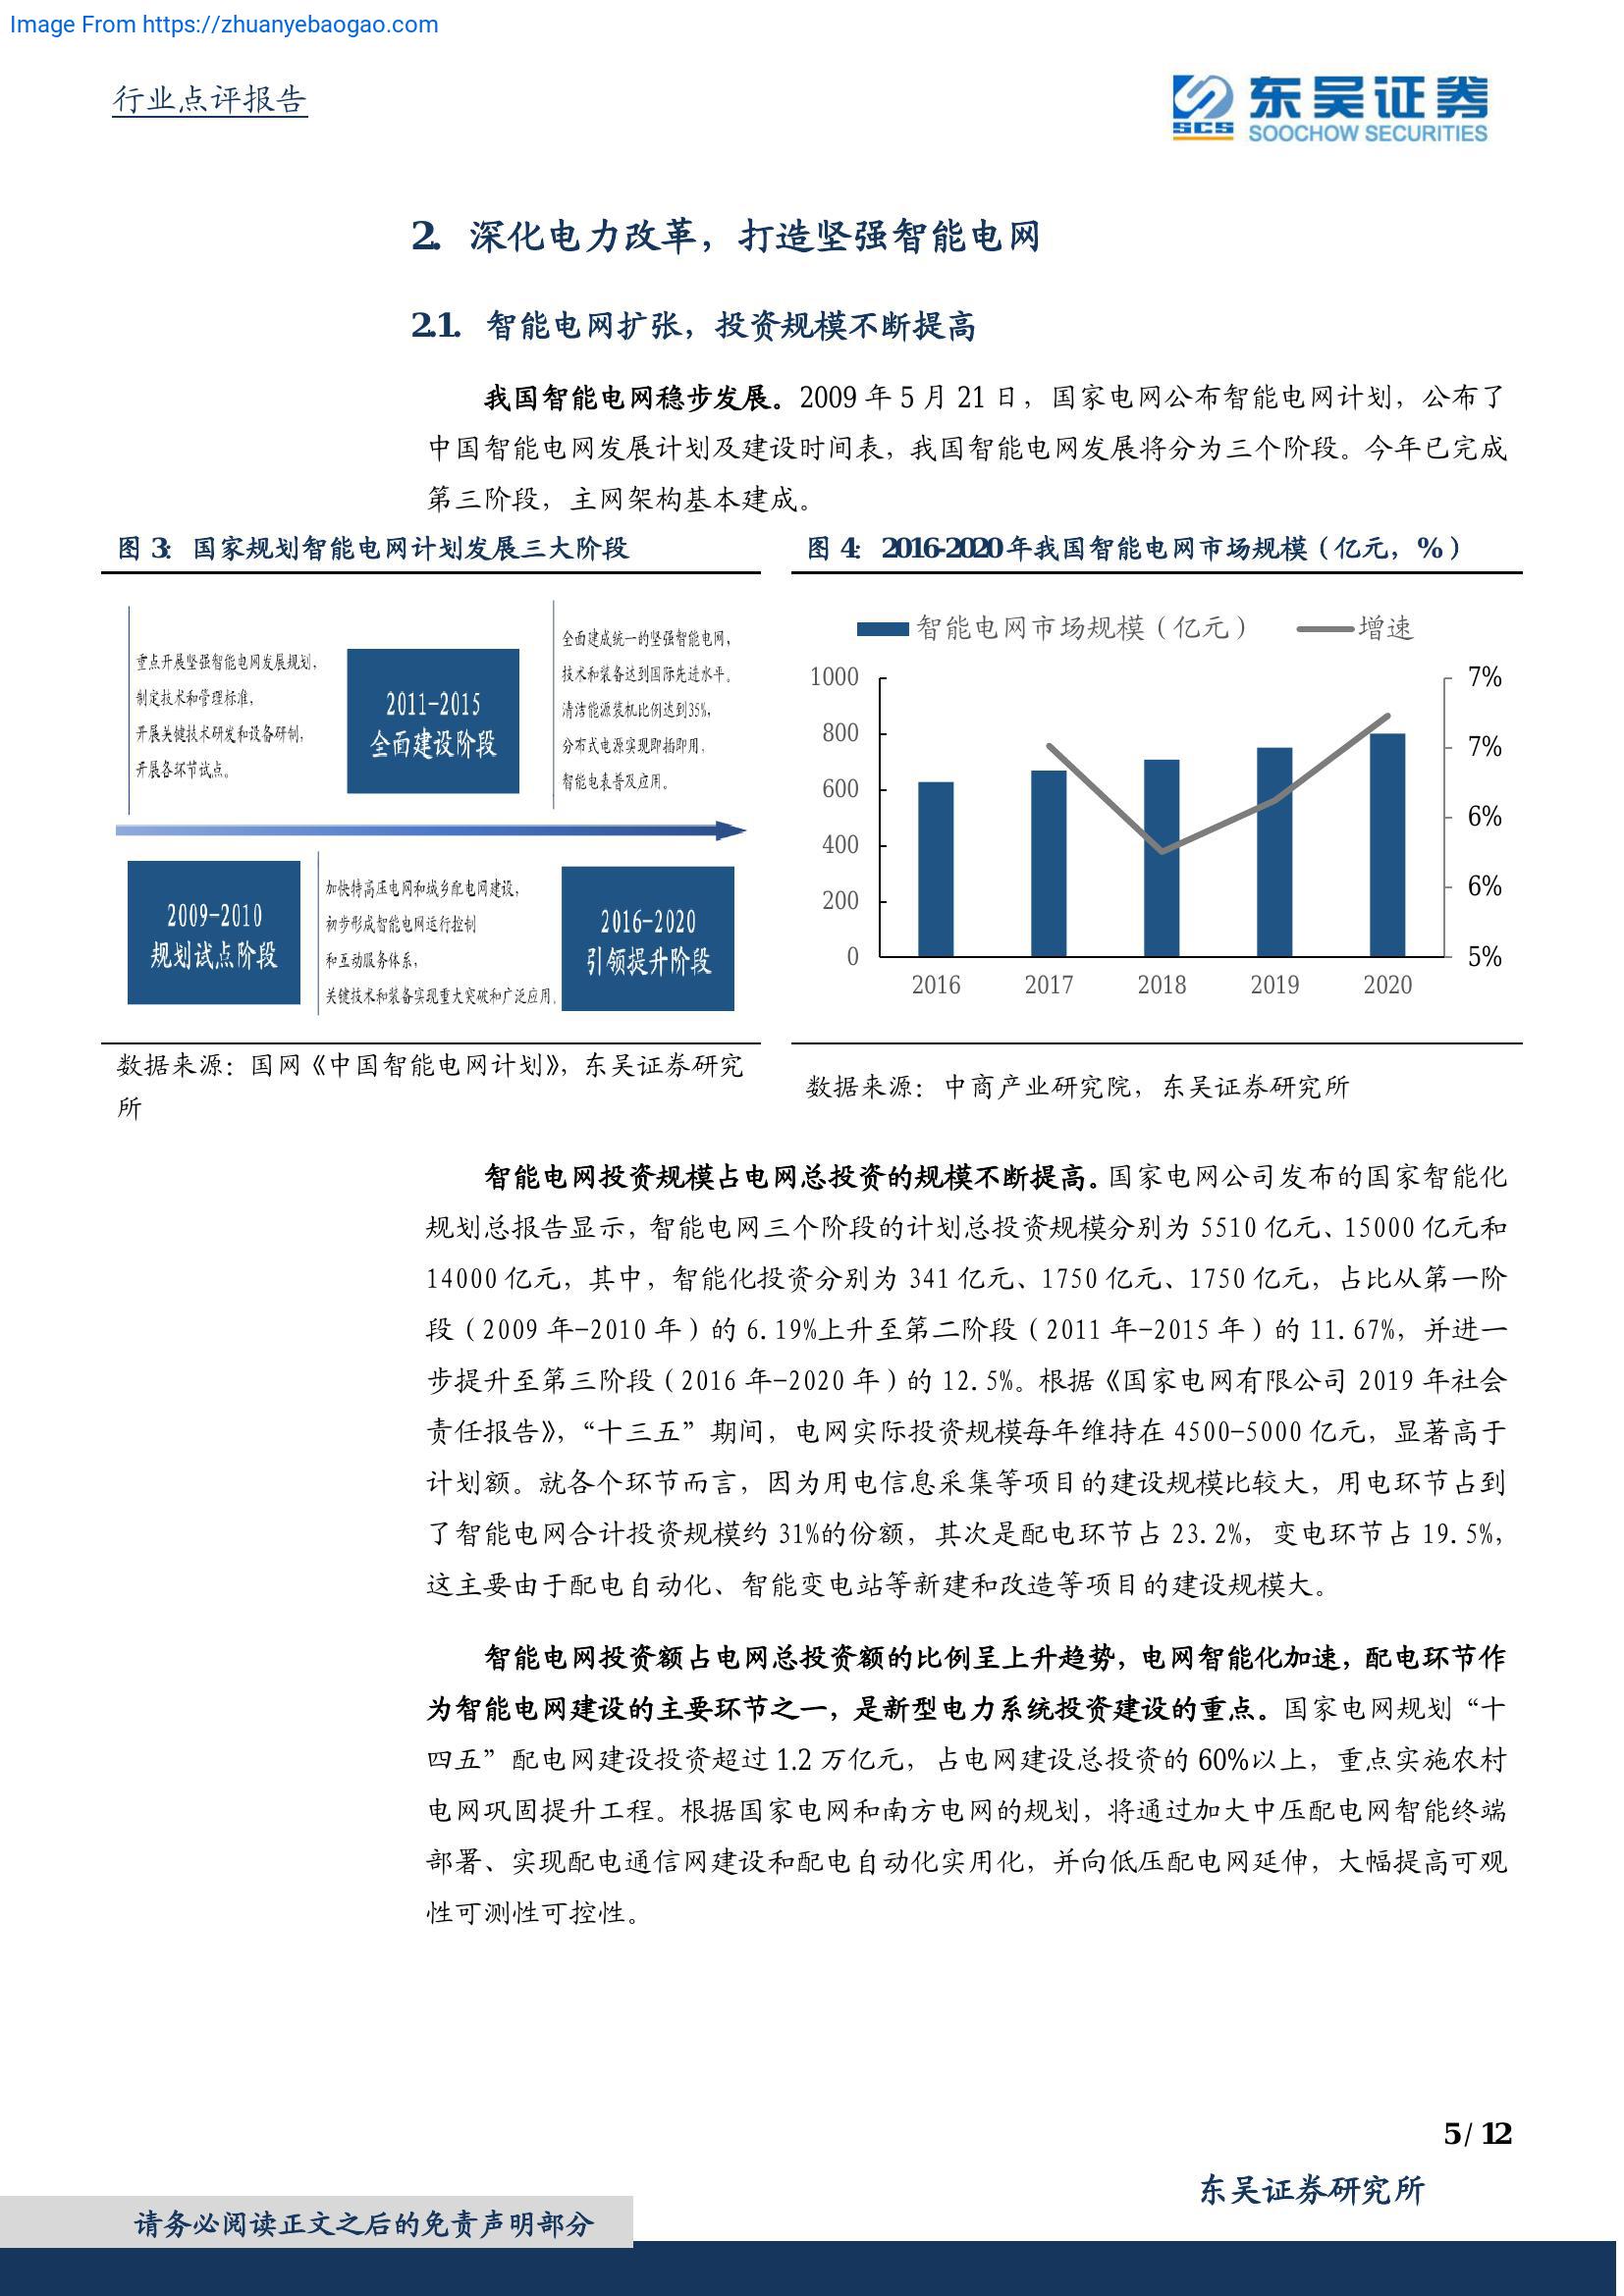 Image From https://zhuanyebaogao.com
行业点评报告
SCS
东吴证券
SOOCHOW SECURITIES
2. 深化电力改革，打造坚强智能电网
2.1. 智能电网扩张，投资规模不断提高
我国智能电网稳步发展。2009 年 5 月 21 日，国家电网公布智能电网计划，公布了
中国智能电网发展计划及建设时间表，我国智能电网发展将分为三个阶段。今年已完成
第三阶段，主网架构基本建成。
图 3：国家规划智能电网计划发展三大阶段
重点开展坚强智能电网发展规划，
制定技术和管理标准，
开展关键技术研发和设备研制，
开展各环节试点。
2011-2015
全面建设阶段
全面建成统一的坚强智能电网，
技术和装备达到国际先进水平。
清洁能源装机比例达到35%，
分布式电源实现即插即用，
智能电表普及应用。
2009-2010
规划试点阶段
加快特高压电网和城乡配电网建设，
初步形成智能电网运行控制
和互动服务体系，
关键技术和装备实现重大突破和广泛应用。
2016-2020
引领提升阶段
数据来源：国网《中国智能电网计划》，东吴证券研究
所
图 4：2016-2020 年我国智能电网市场规模（亿元，%）
智能电网市场规模（亿元） 增速
1000
800
600
400
200
0
7%
7%
6%
6%
5%
2016 2017 2018 2019 2020
数据来源：中商产业研究院，东吴证券研究所
智能电网投资规模占电网总投资的规模不断提高。国家电网公司发布的国家智能化
规划总报告显示，智能电网三个阶段的计划总投资规模分别为 5510 亿元、15000 亿元和
14000 亿元，其中，智能化投资分别为 341 亿元、1750 亿元、1750 亿元，占比从第一阶
段（2009 年-2010 年）的 6.19%上升至第二阶段（2011 年-2015 年）的 11.67%，并进一
步提升至第三阶段（2016 年-2020 年）的 12.5%。根据《国家电网有限公司 2019 年社会
责任报告》，“十三五”期间，电网实际投资规模每年维持在 4500-5000 亿元，显著高于
计划额。就各个环节而言，因为用电信息采集等项目的建设规模比较大，用电环节占到
了智能电网合计投资规模约 31%的份额，其次是配电环节占 23.2%，变电环节占 19.5%，
这主要由于配电自动化、智能变电站等新建和改造等项目的建设规模大。
智能电网投资额占电网总投资额的比例呈上升趋势，电网智能化加速，配电环节作
为智能电网建设的主要环节之一，是新型电力系统投资建设的重点。国家电网规划“十
四五”配电网建设投资超过 1.2 万亿元，占电网建设总投资的 60%以上，重点实施农村
电网巩固提升工程。根据国家电网和南方电网的规划，将通过加大中压配电网智能终端
部署、实现配电通信网建设和配电自动化实用化，并向低压配电网延伸，大幅提高可观
性可测性可控性。
5 / 12
东吴证券研究所
请务必阅读正文之后的免责声明部分